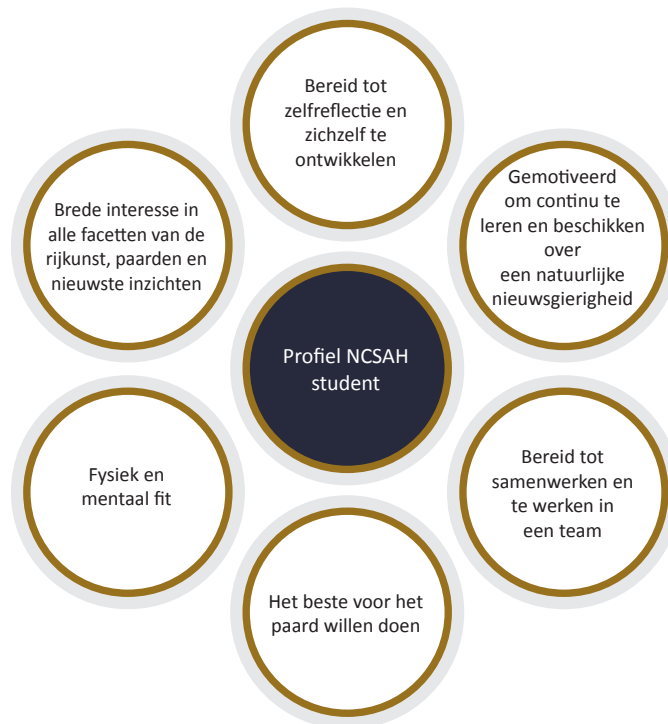 Bereid tot
zelfreflectie en
zichzelf te
ontwikkelen
Gemotiveerd
om continu te
leren en beschikken
over
een natuurlijke
nieuwsgierigheid
Brede interesse in
alle facetten van de
rijkunst, paarden en
nieuwste inzichten
Profiel NCSAH
student
Fysiek en
mentaal fit
Bereid tot
samenwerken en
te werken in
een team
Het beste voor het
paard willen doen